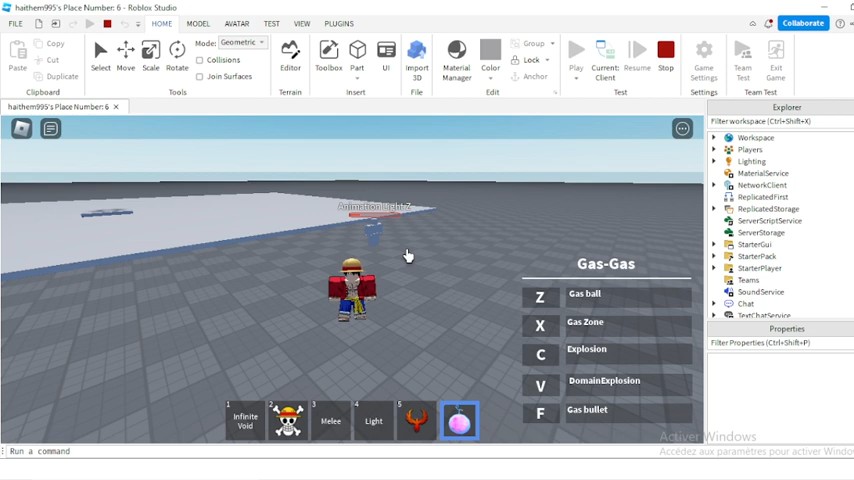 haithem995's Place Number: 6 - Roblox Studio
FILE HOME MODEL AVATAR TEST VIEW PLUGINS Collaborate
Paste Copy Cut Duplicate
Select Move Scale Rotate
Mode: Geometric
Collisions
Join Surfaces
Editor
Toolbox Part UI
Import 3D
Material Manager
Color
Group
Lock
Anchor
Play Current: Client Resume Stop
Game Settings
Team Test
Exit Game
Clipboard Tools Terrain Insert File Edit Test Settings Team Test
haithem995's Place Number: 6
Explorer
Filter workspace (Ctrl+Shift+X)
Workspace
Players
Lighting
MaterialService
NetworkClient
ReplicatedFirst
ReplicatedStorage
ServerScriptService
ServerStorage
StarterGui
StarterPack
StarterPlayer
Teams
SoundService
Chat
TextChatService
Properties
Filter Properties (Ctrl+Shift+P)
Animation Light Z
Gas-Gas
Z Gas ball
X Gas Zone
C Explosion
V DomainExplosion
F Gas bullet
1 Infinite Void
2
3 Melee
4 Light
5
Activer Windows
Accédez aux paramètres pour activer Windo
Run a command